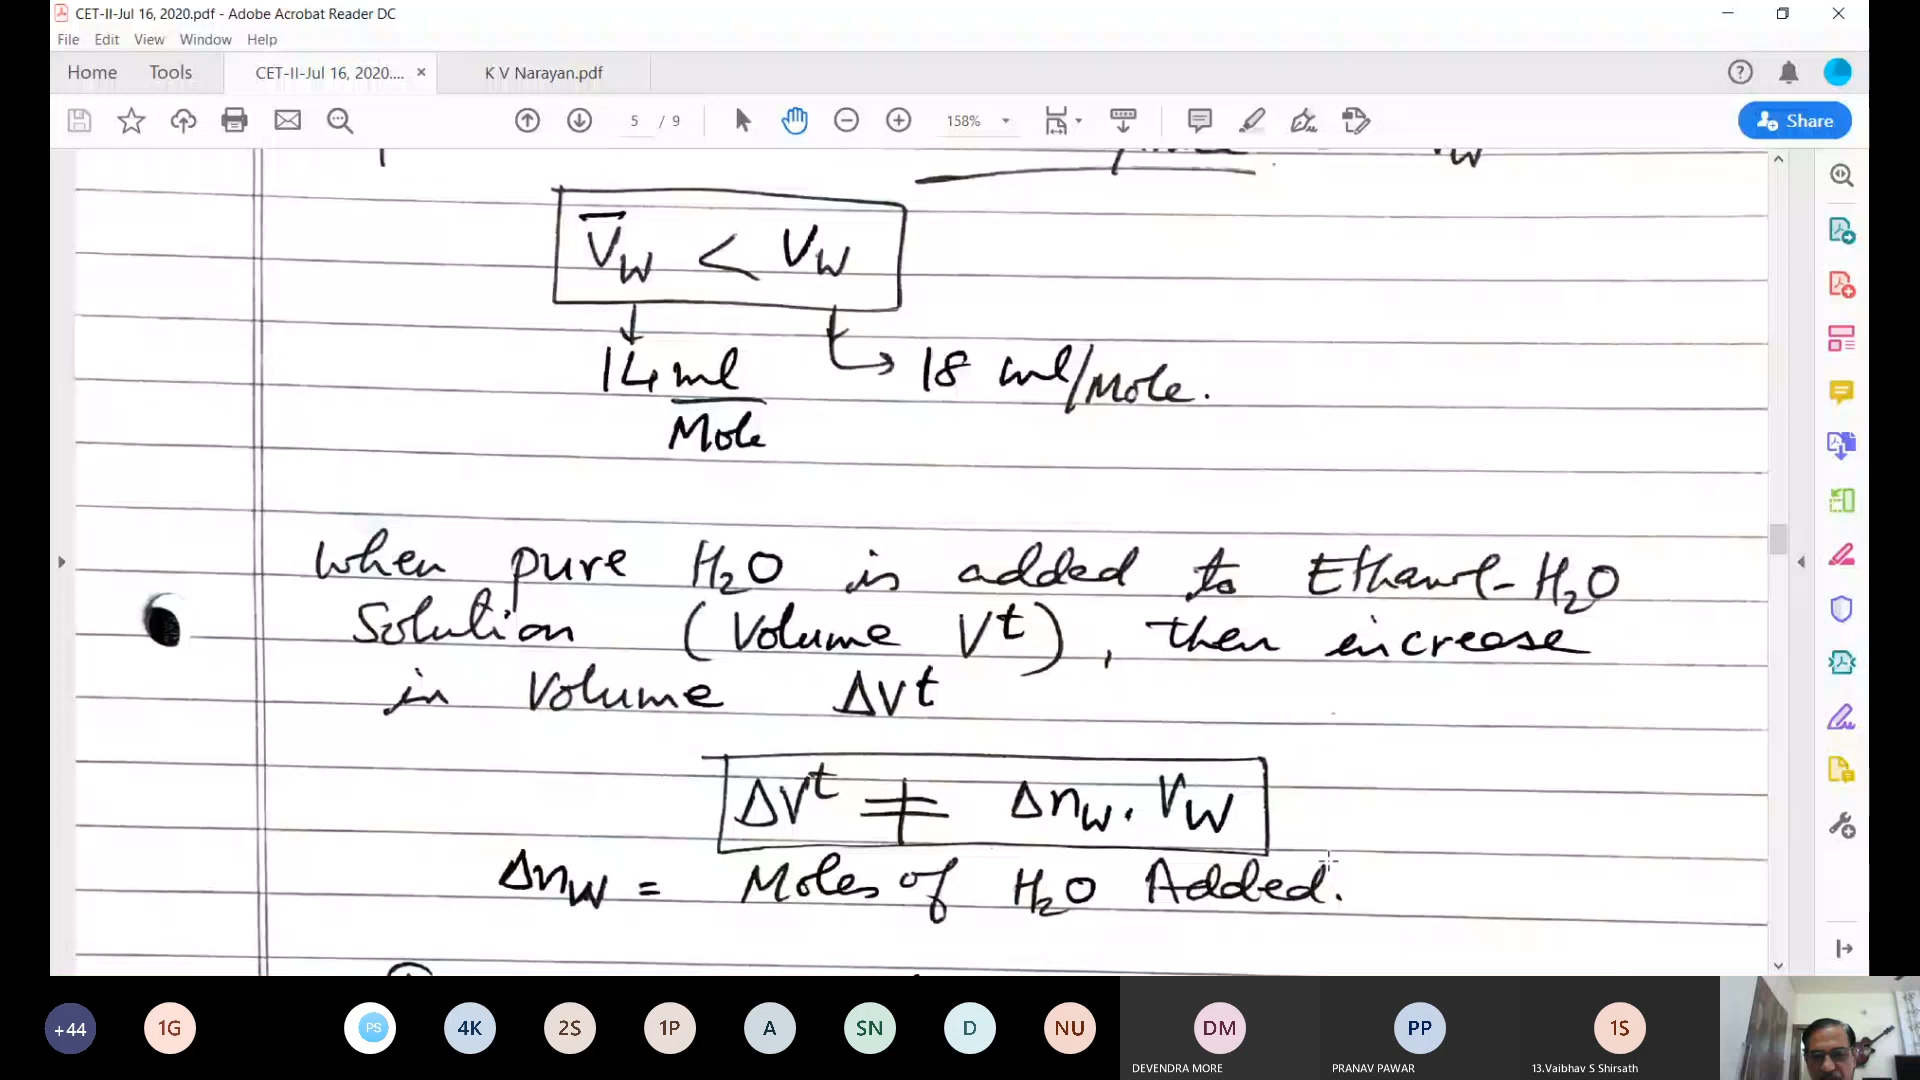 CET-II-Jul 16, 2020.pdf - Adobe Acrobat Reader DC
File Edit View Window Help
Home Tools CET-II-Jul 16, 2020.... × K V Narayan.pdf
5 / 9 158% Share
V̅w < Vw
14 ml/Mole 18 ml/Mole.
When pure H₂O is added to Ethanol-H₂O
Solution (Volume Vᵗ), then increase
in Volume ΔVᵗ
ΔVᵗ ≠ Δnw. Vw
Δnw = Moles of H₂O Added.
+44 1G PS 4K 2S 1P A SN D NU DM PP 1S
DEVENDRA MORE PRANAV PAWAR 13.Vaibhav S Shirsath